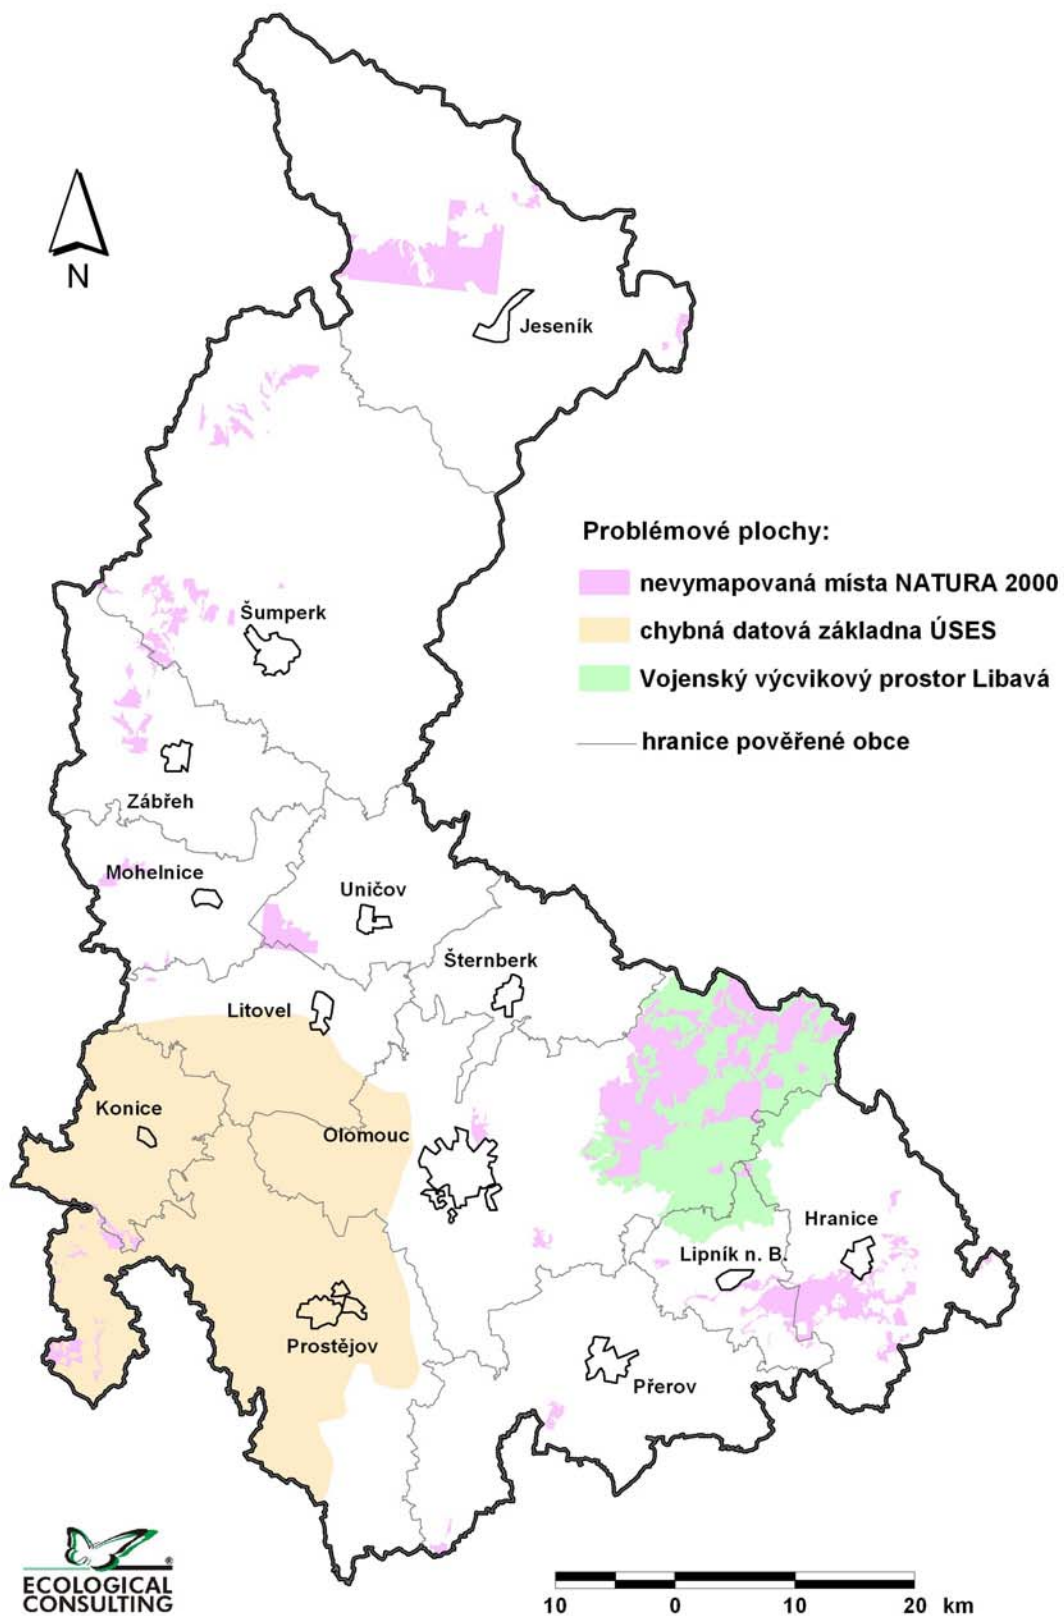 N
Jeseník
Problémové plochy:
nevymapovaná místa NATURA 2000
chybná datová základna ÚSES
Vojenský výcvikový prostor Libavá
hranice pověřené obce
Šumperk
Zábřeh
Mohelnice
Uničov
Šternberk
Litovel
Konice
Olomouc
Hranice
Lipník n. B.
Prostějov
Přerov
®
ECOLOGICAL
CONSULTING
10 0 10 20 km